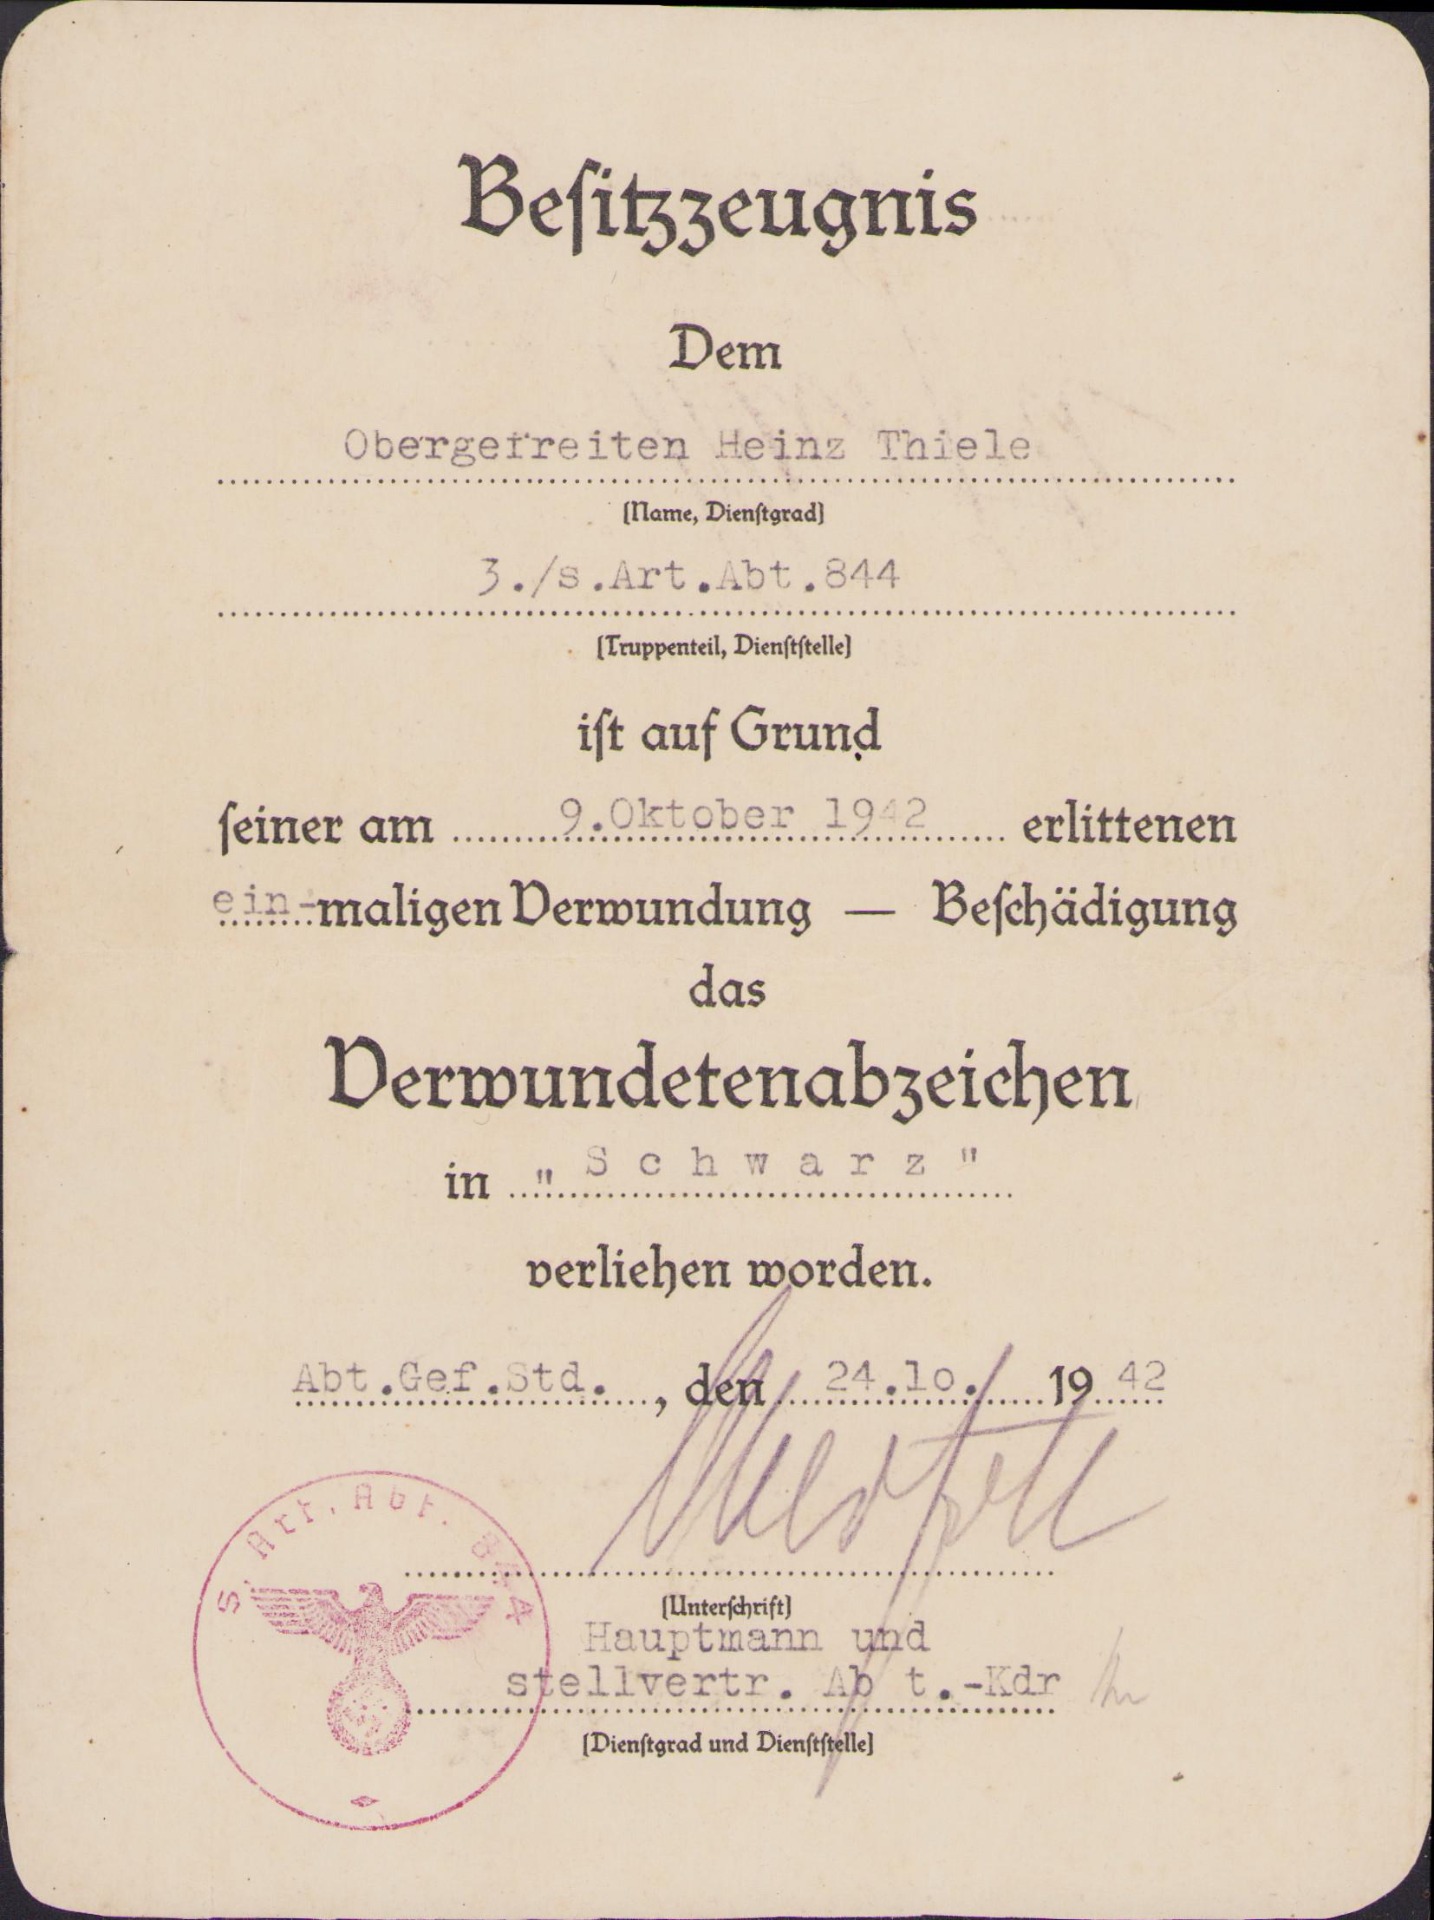 Beſitzzeugnis
Dem
Obergefreiten Heinz Thiele
(Name, Dienſtgrad)
3./s.Art.Abt.844
(Truppenteil, Dienſtſtelle)
iſt auf Grund
ſeiner am 9.Oktober 1942 erlittenen
ein-maligen Verwundung — Beſchädigung
das
Verwundetenabzeichen
in "Schwarz"
verliehen worden.
Abt.Gef.Std., den 24.lo. 1942
(Unterſchrift)
Hauptmann und
stellvertr. Ab t.-Kdr
(Dienſtgrad und Dienſtſtelle)
s. Art. Abt. 844